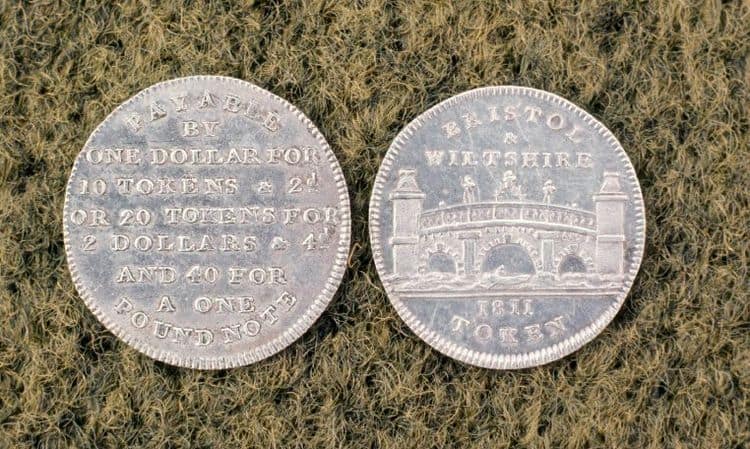 PAYABLE
BY
ONE DOLLAR FOR
10 TOKENS & 2d
OR 20 TOKENS FOR
2 DOLLARS & 4d
AND 40 FOR
A ONE
POUND NOTE
BRISTOL
&
WILTSHIRE
1811
TOKEN